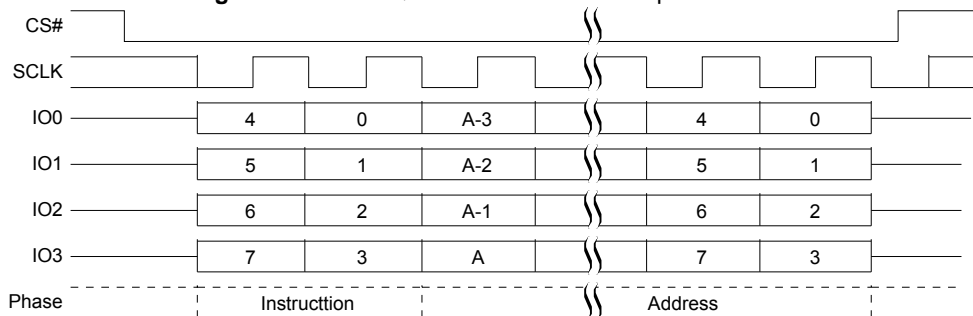 CS#
SCLK
IO0 4 0 A-3 4 0
IO1 5 1 A-2 5 1
IO2 6 2 A-1 6 2
IO3 7 3 A 7 3
Phase Instructtion Address